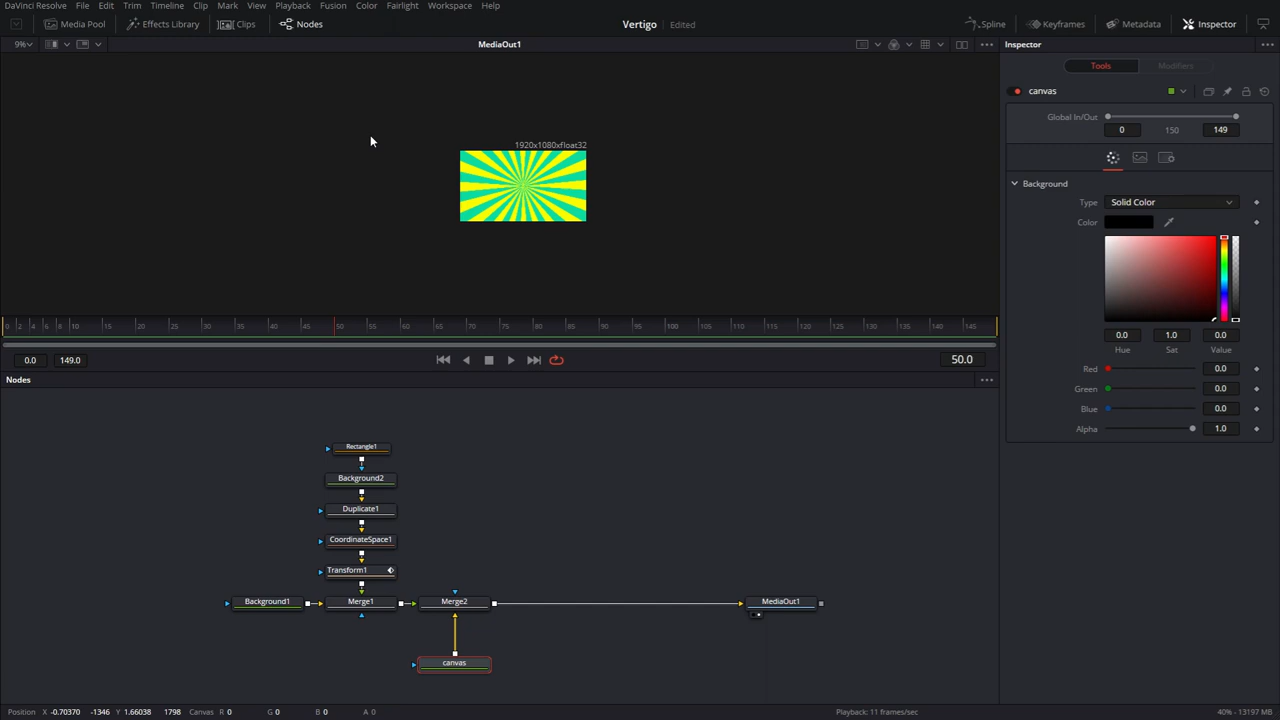 DaVinci Resolve File Edit Trim Timeline Clip Mark View Playback Fusion Color Fairlight Workspace Help
Media Pool Effects Library Clips Nodes Vertigo Edited Spline Keyframes Metadata Inspector
9% MediaOut1 Inspector
Tools Modifiers
canvas
Global In/Out
0 150 149
1920x1080xfloat32
Background
Type Solid Color
Color
0 2 4 6 8 10 15 20 25 30 35 40 45 50 55 60 65 70 75 80 85 90 95 100 105 110 115 120 125 130 135 140 145
0.0 1.0 0.0
Hue Sat Value
0.0 149.0 50.0
Red 0.0
Nodes
Green 0.0
Blue 0.0
Alpha 1.0
Rectangle1
Background2
Duplicate1
CoordinateSpace1
Transform1
Background1 Merge1 Merge2 MediaOut1
canvas
Position X -0.70370 -1346 Y 1.66038 1798 Canvas R 0 G 0 B 0 A 0 Playback: 11 frames/sec 40% - 13197 MB